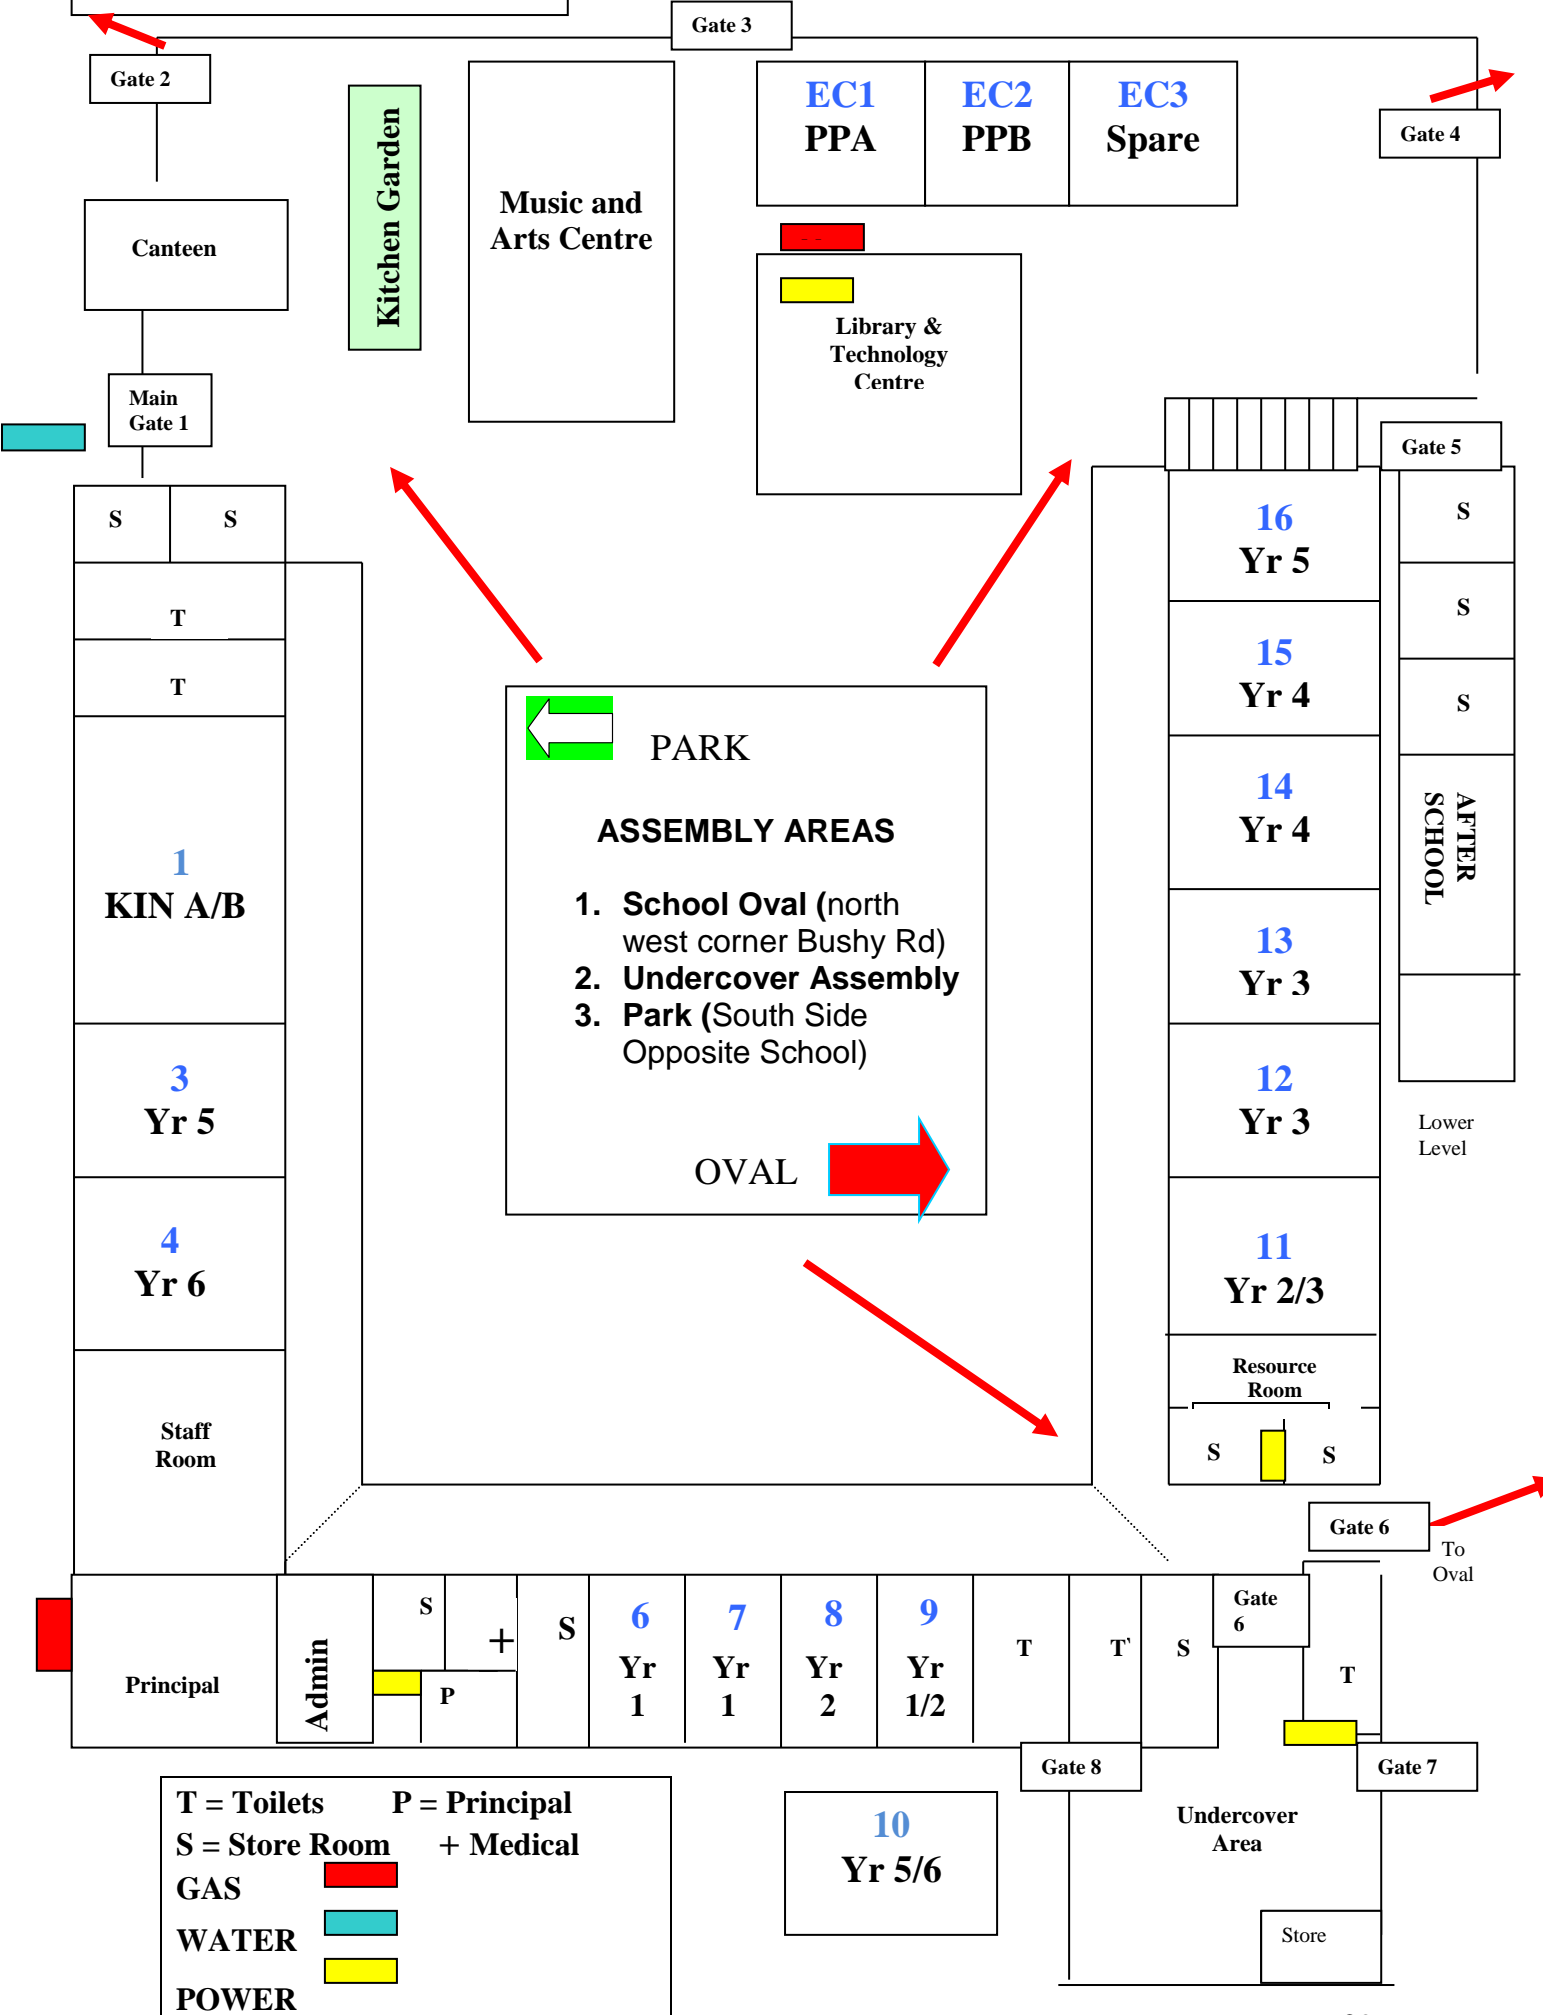 Gate 3
Gate 2
EC1
PPA
EC2
PPB
EC3
Spare
Gate 4
Kitchen Garden
Music and
Arts Centre
Canteen
Library &
Technology
Centre
Main
Gate 1
Gate 5
S
S
16
Yr 5
S
T
S
15
Yr 4
T
S
PARK
14
Yr 4
AFTER
SCHOOL
ASSEMBLY AREAS
1
KIN A/B
1. School Oval (north
west corner Bushy Rd)
2. Undercover Assembly
3. Park (South Side
Opposite School)
13
Yr 3
3
Yr 5
12
Yr 3
Lower
Level
OVAL
4
Yr 6
11
Yr 2/3
Resource
Room
Staff
Room
S
S
Gate 6
To
Oval
Principal
Admin
S
+
P
S
6
Yr
1
7
Yr
1
8
Yr
2
9
Yr
1/2
T
T'
S
Gate
6
T
Gate 8
Gate 7
T = Toilets P = Principal
S = Store Room + Medical
GAS
WATER
POWER
10
Yr 5/6
Undercover
Area
Store